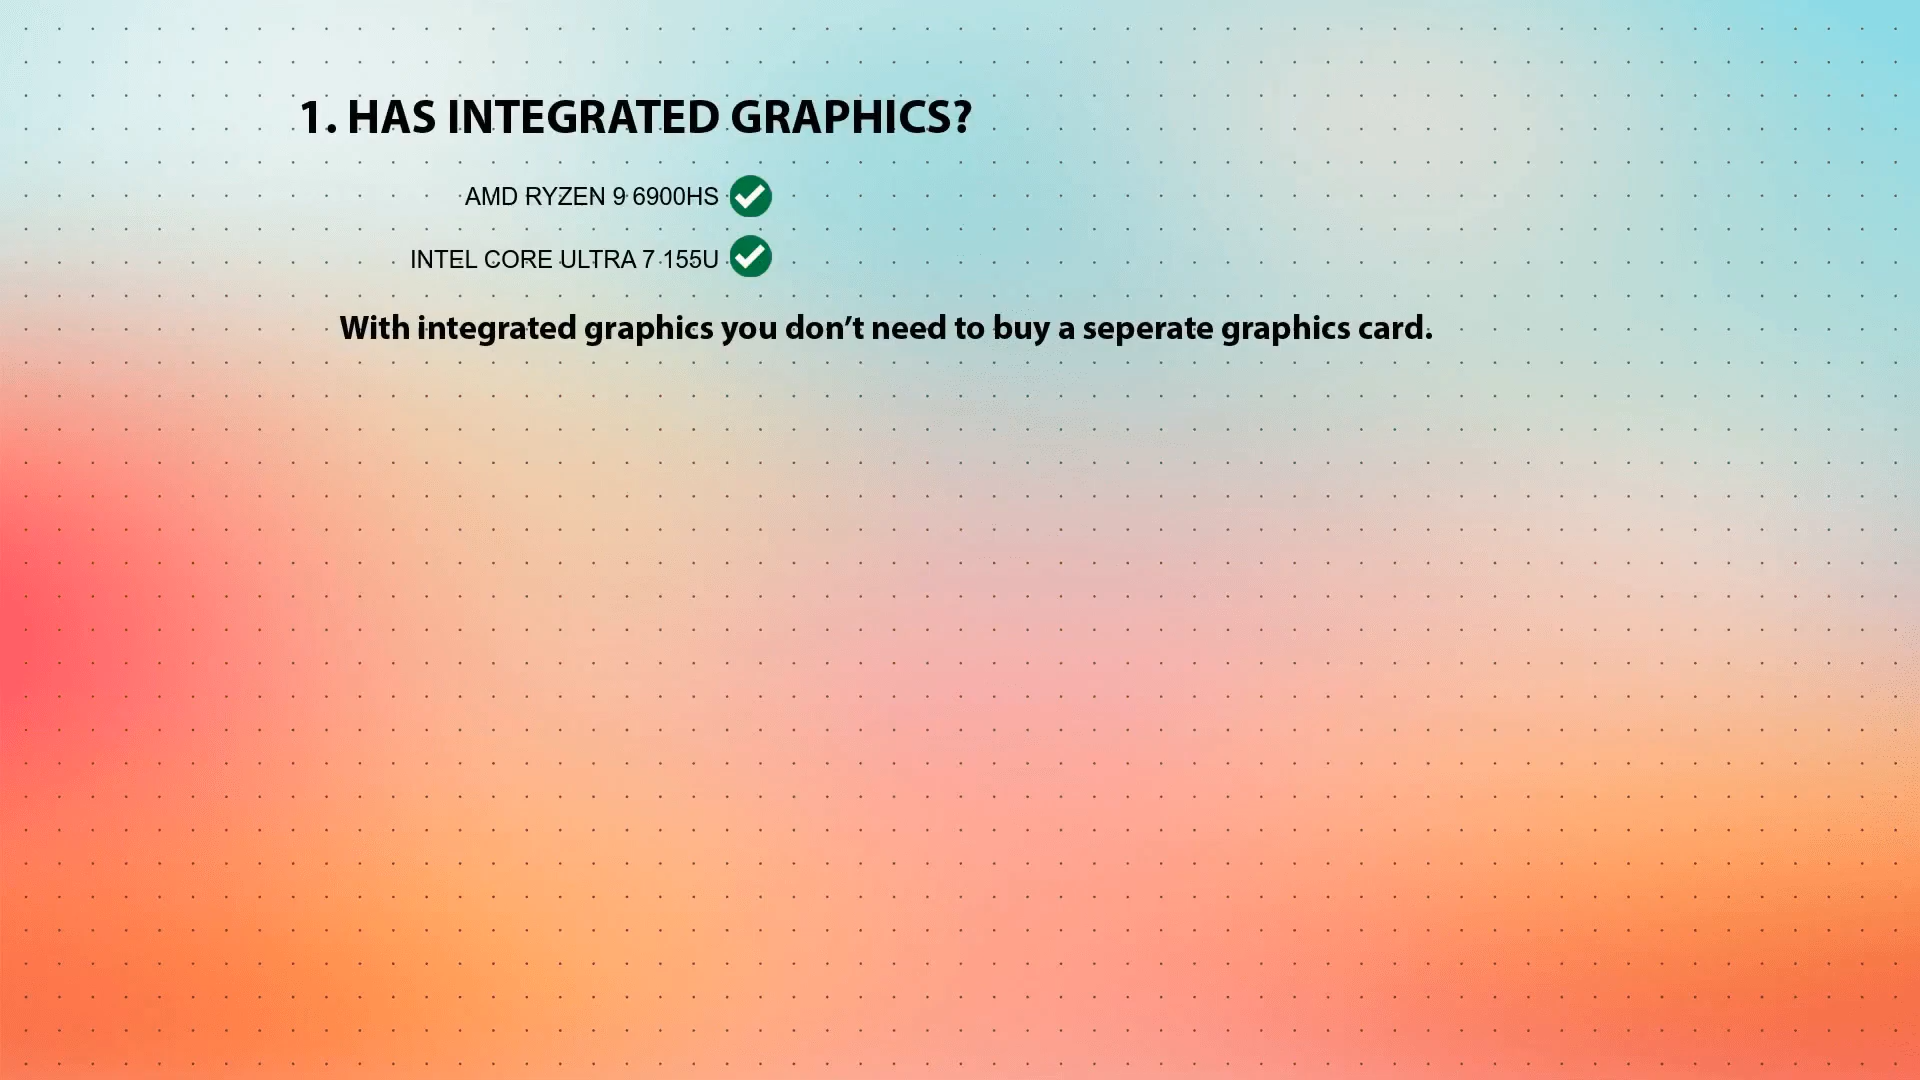 1. HAS INTEGRATED GRAPHICS?
AMD RYZEN 9 6900HS
INTEL CORE ULTRA 7 155U
With integrated graphics you don’t need to buy a seperate graphics card.